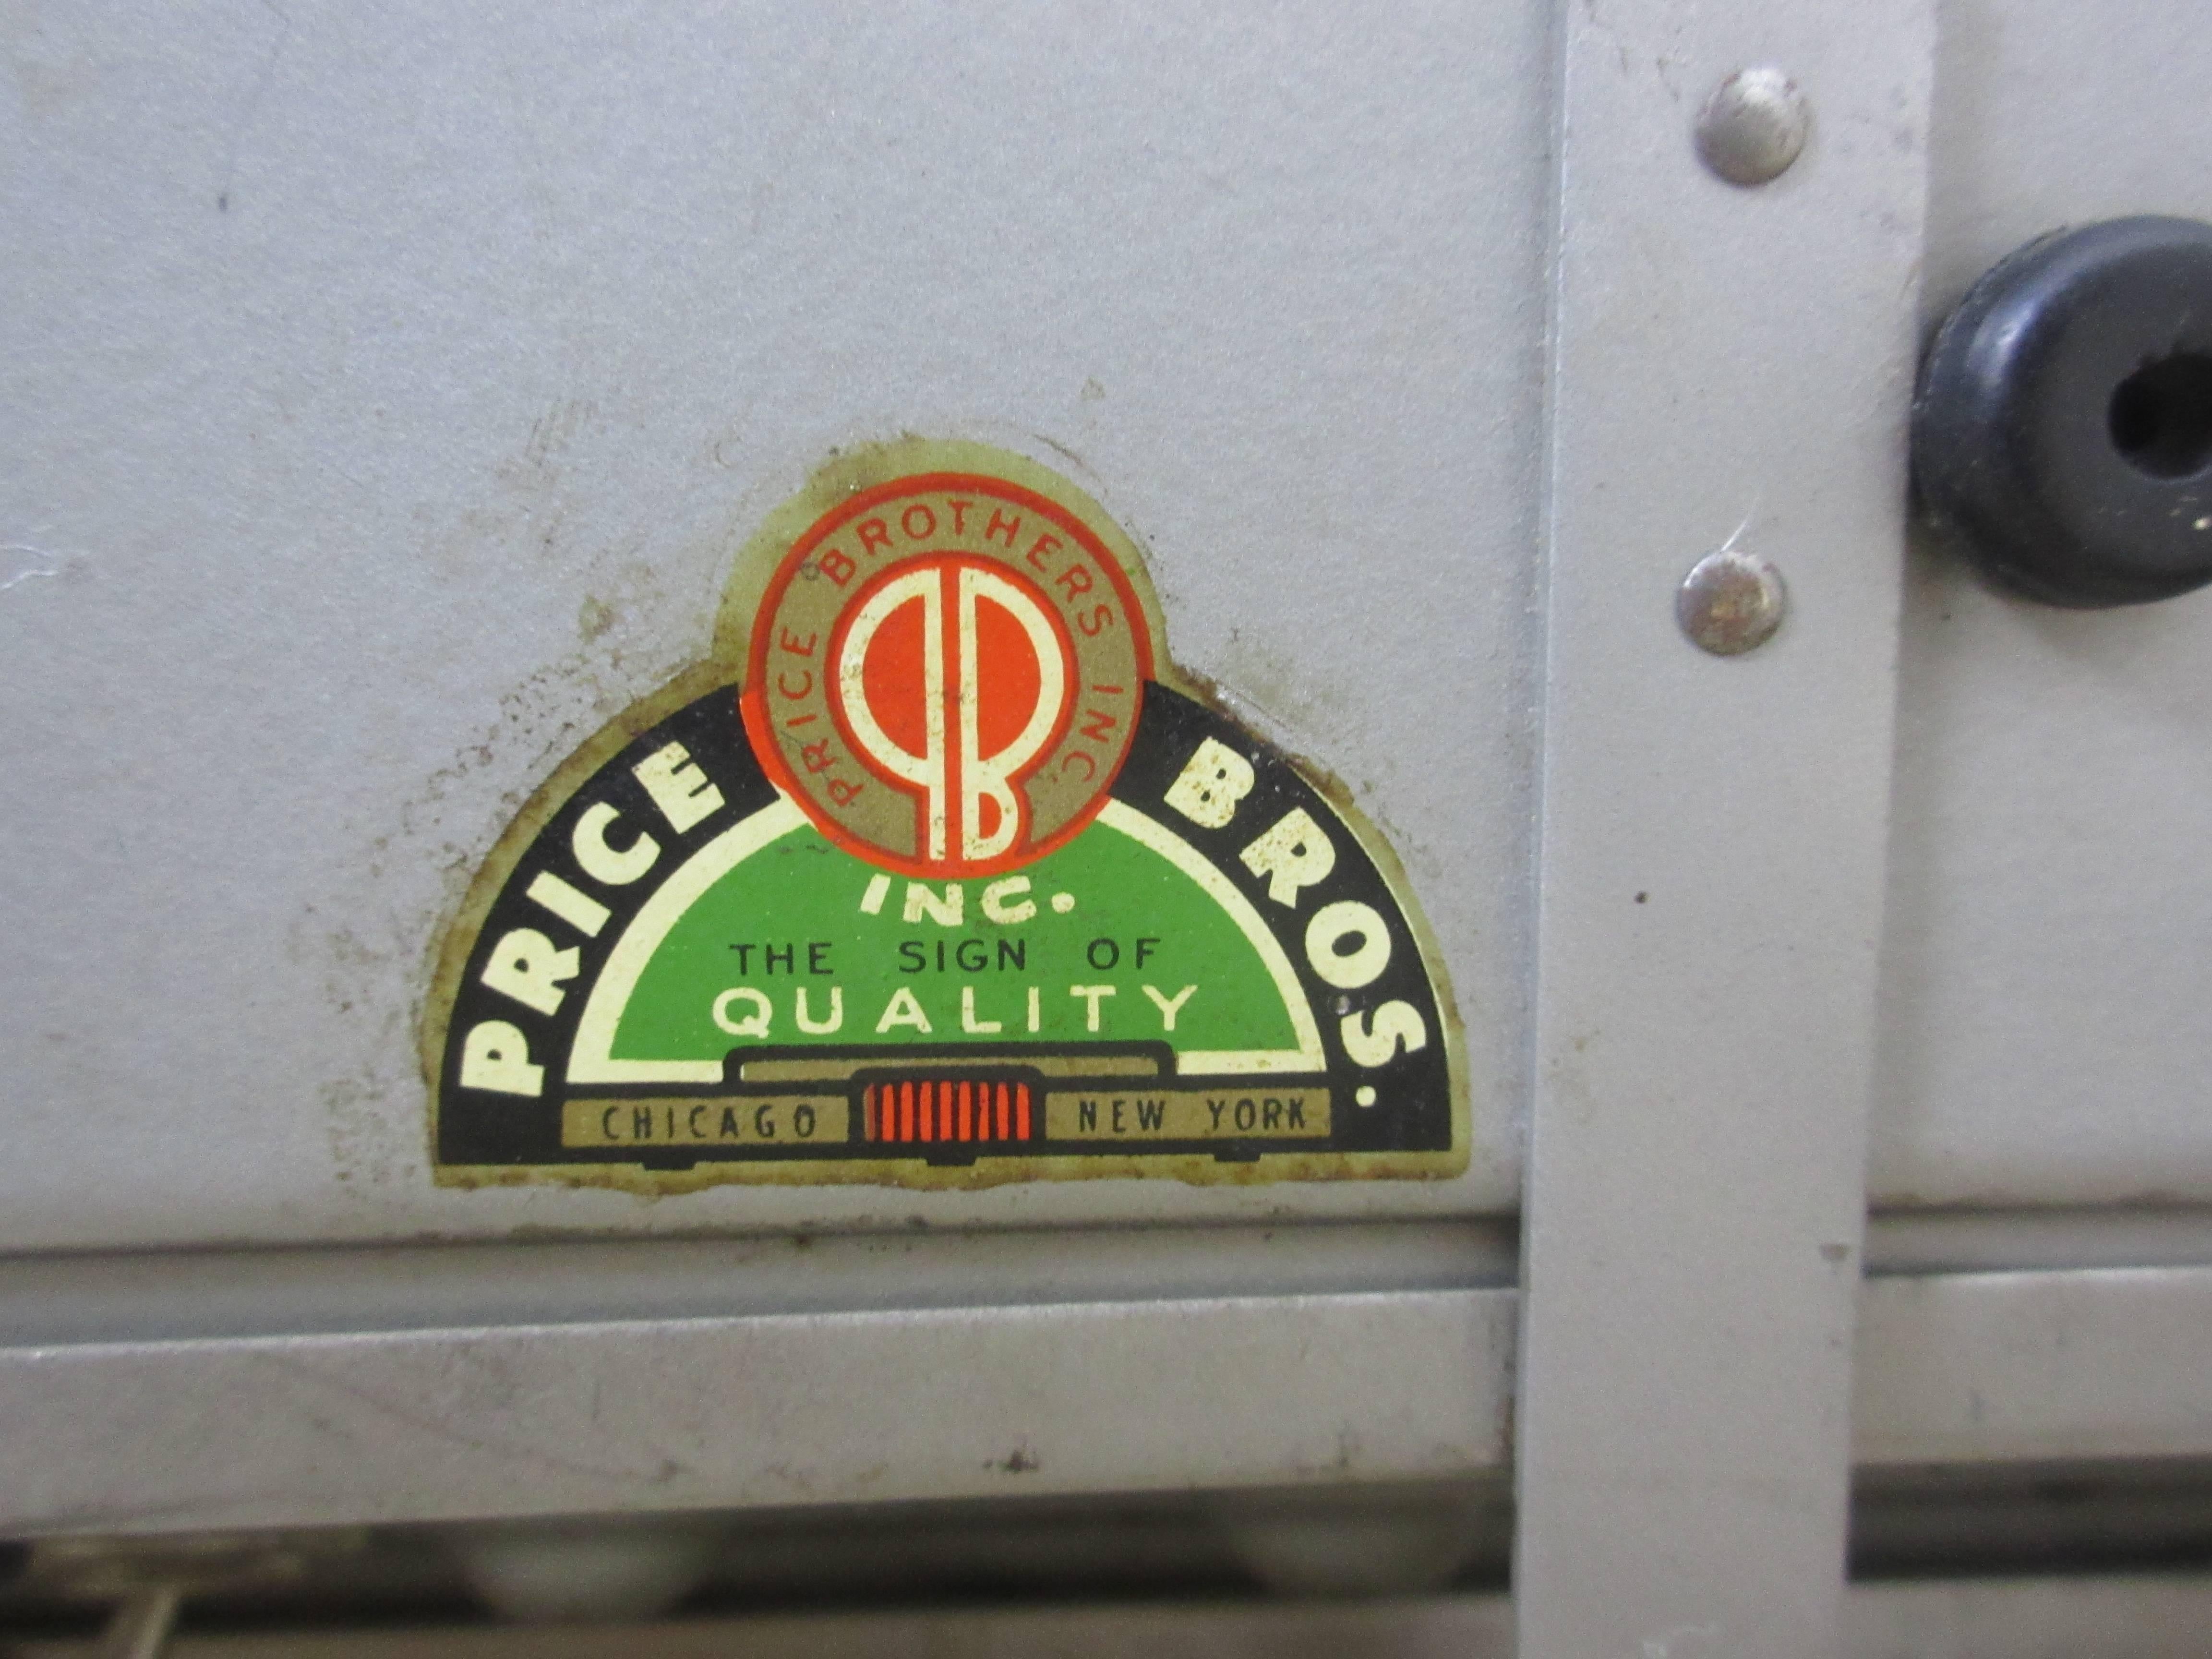 PRICE BROTHERS INC.
PB
PRICE BROS.
INC.
THE SIGN OF
QUALITY
CHICAGO NEW YORK